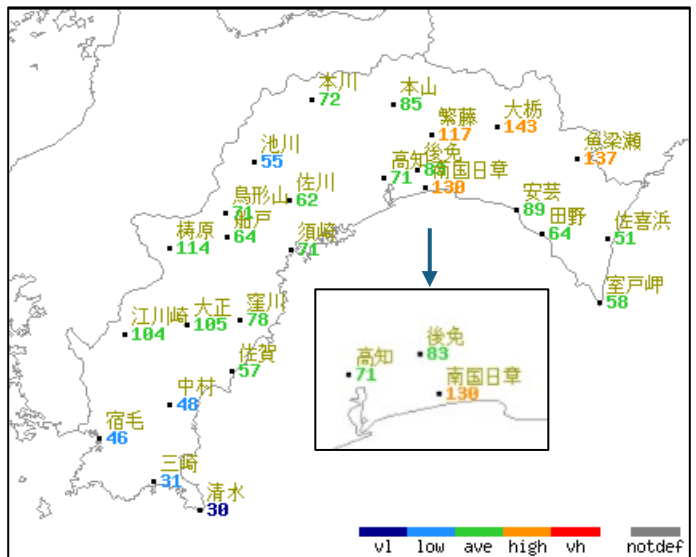 本川
72
本山
85
繁藤
117
大栃
143
魚梁瀬
137
池川
55
高知
71
後免
83
南国日章
130
佐川
62
鳥形山
71
船戸
64
梼原
114
須崎
71
安芸
89
田野
64
佐喜浜
51
室戸岬
58
江川崎
104
大正
105
窪川
78
佐賀
57
中村
48
宿毛
46
三崎
31
清水
30
高知
71
後免
83
南国日章
130
vl low ave high vh notdef